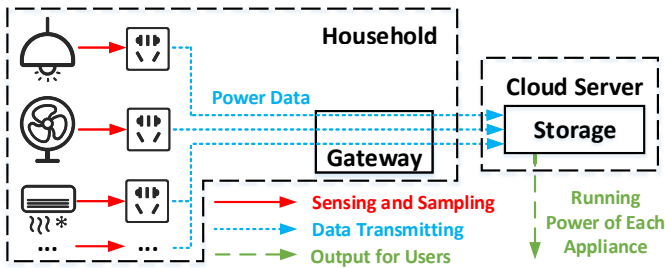 Household
Cloud Server
Power Data
Storage
Gateway
... ...
Sensing and Sampling
Data Transmitting
Output for Users
Running
Power of Each
Appliance